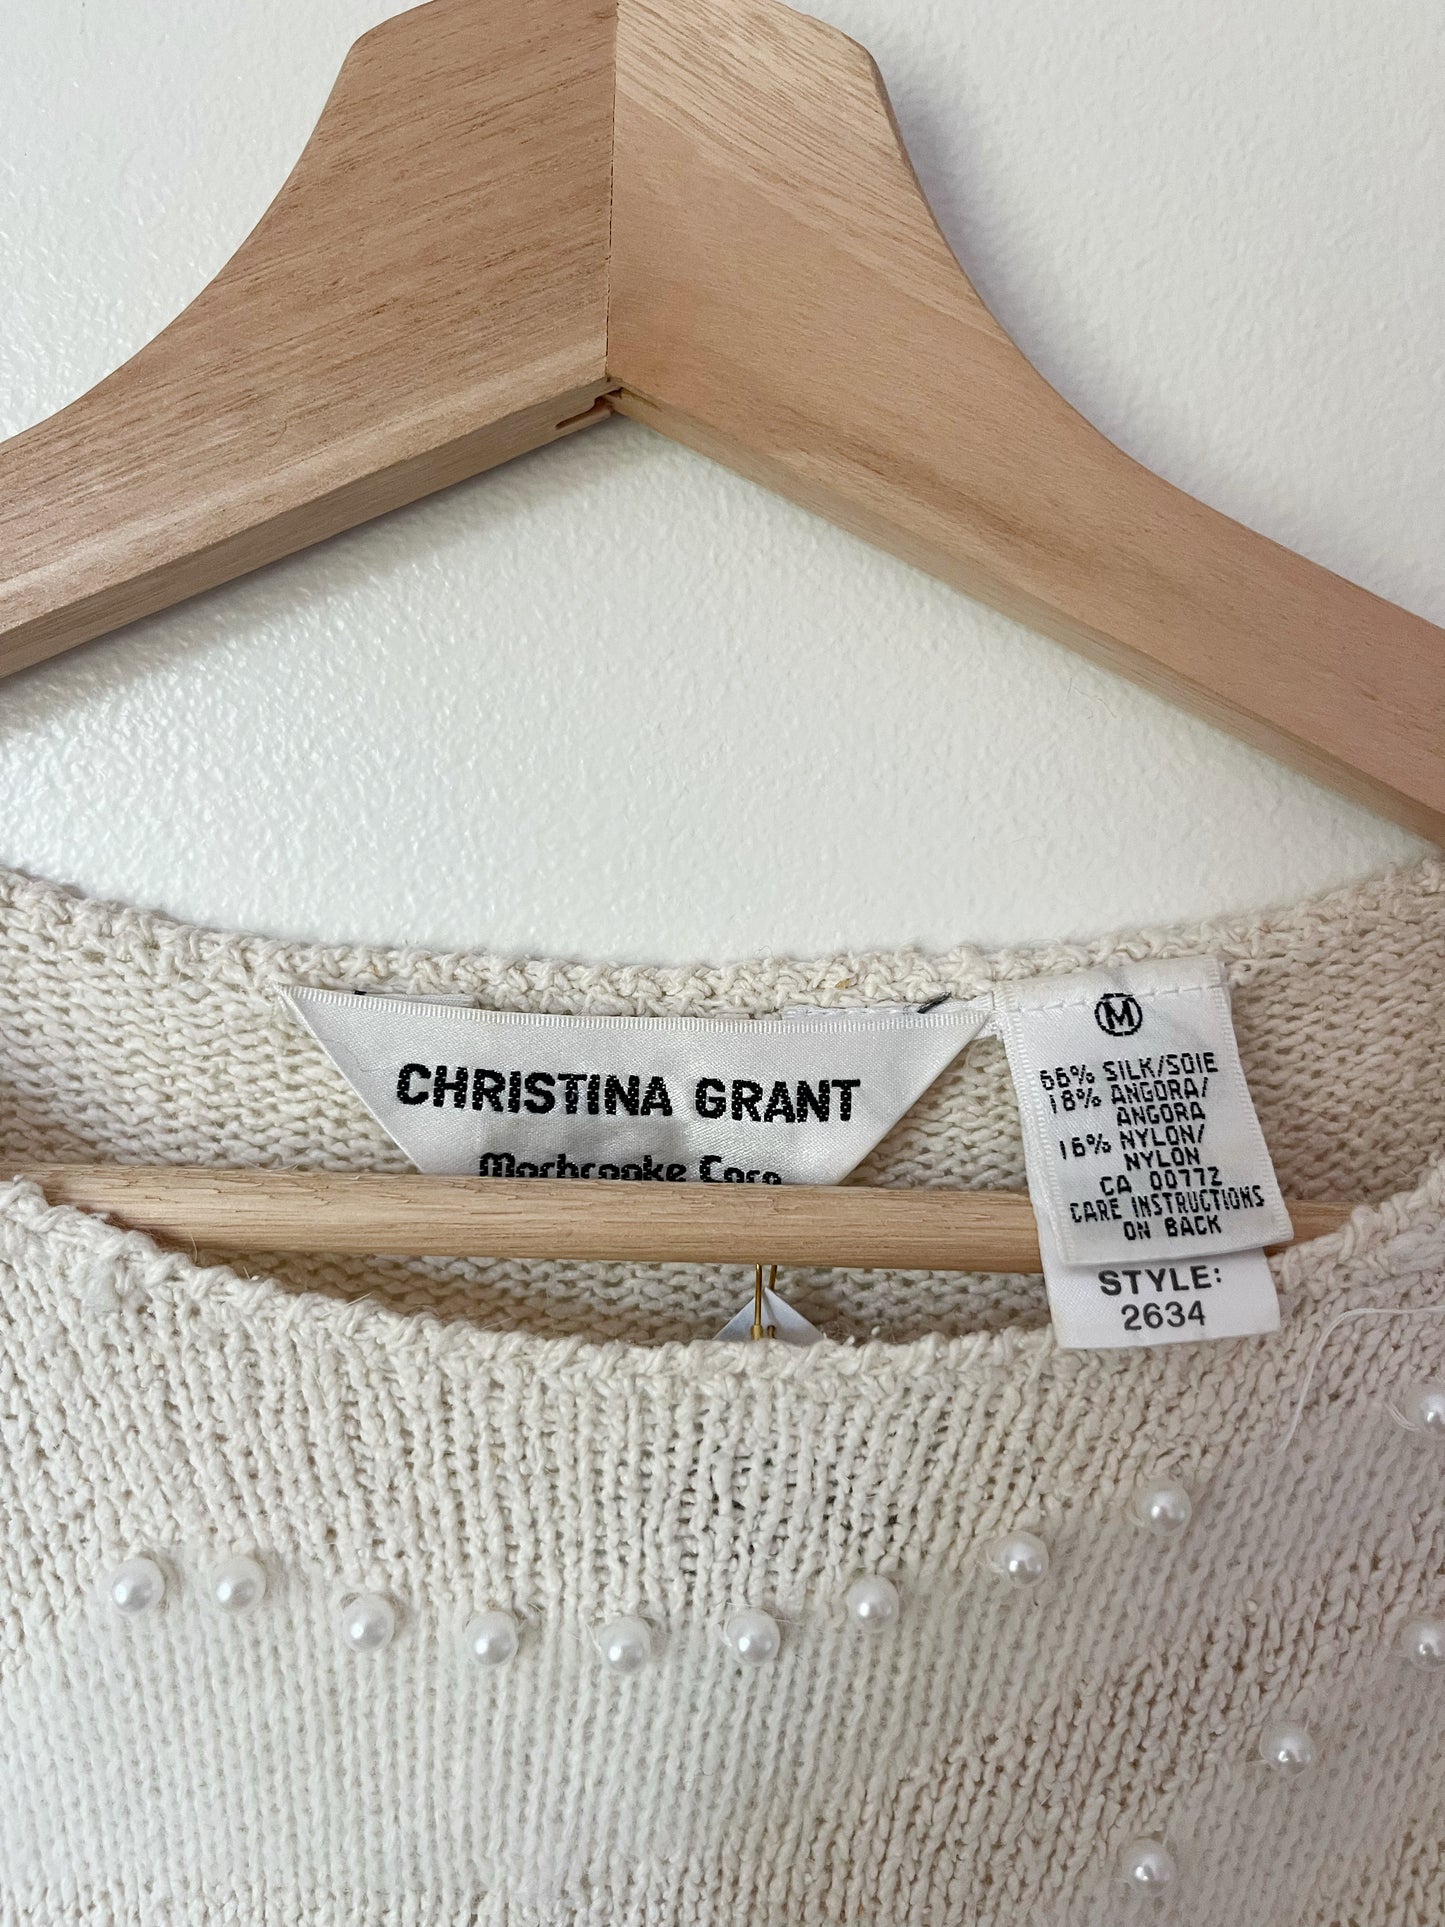 CHRISTINA GRANT
M
66% SILK/SOIE
18% ANGORA/
ANGORA
16% NYLON/
NYLON
CA 00772
CARE INSTRUCTIONS
ON BACK
STYLE:
2634